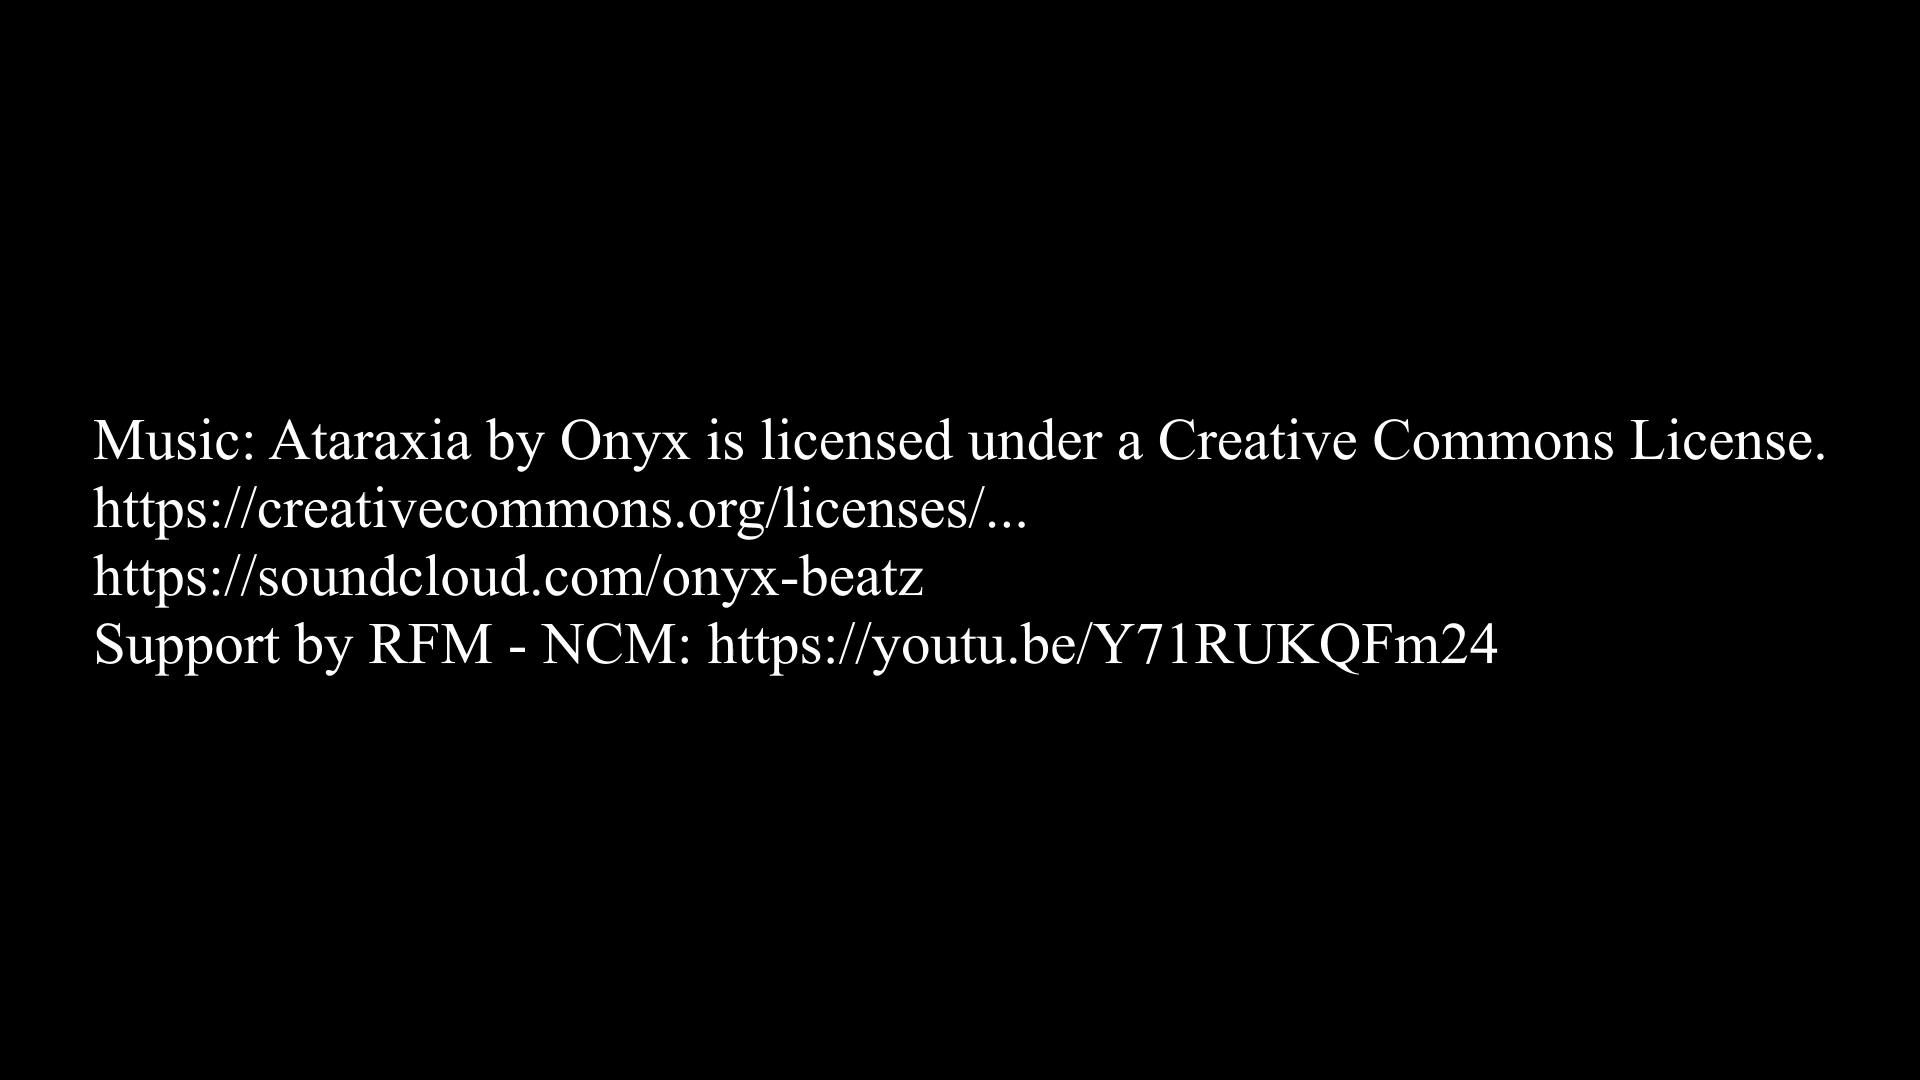 Music: Ataraxia by Onyx is licensed under a Creative Commons License.
https://creativecommons.org/licenses/...
https://soundcloud.com/onyx-beatz
Support by RFM - NCM: https://youtu.be/Y71RUKQFm24